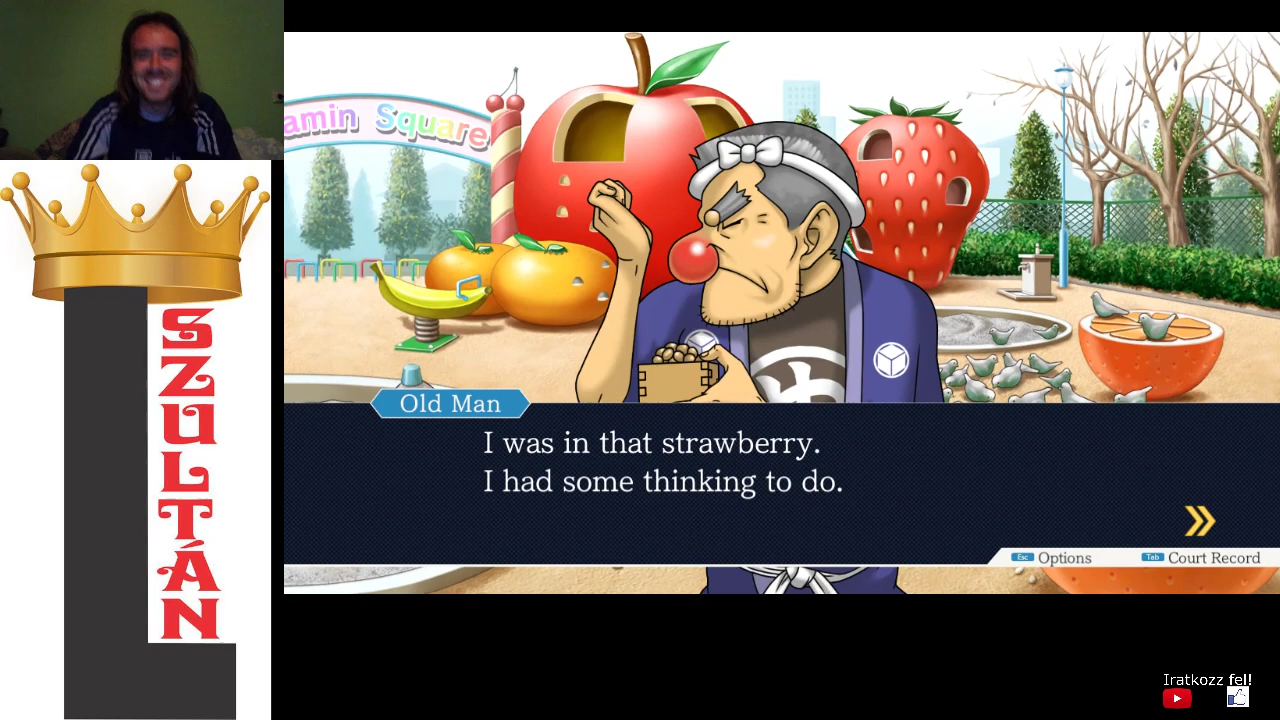 amin Square
L
SZULTÁN
Old Man
I was in that strawberry.
I had some thinking to do.
Esc Options
Tab Court Record
Iratkozz fel!